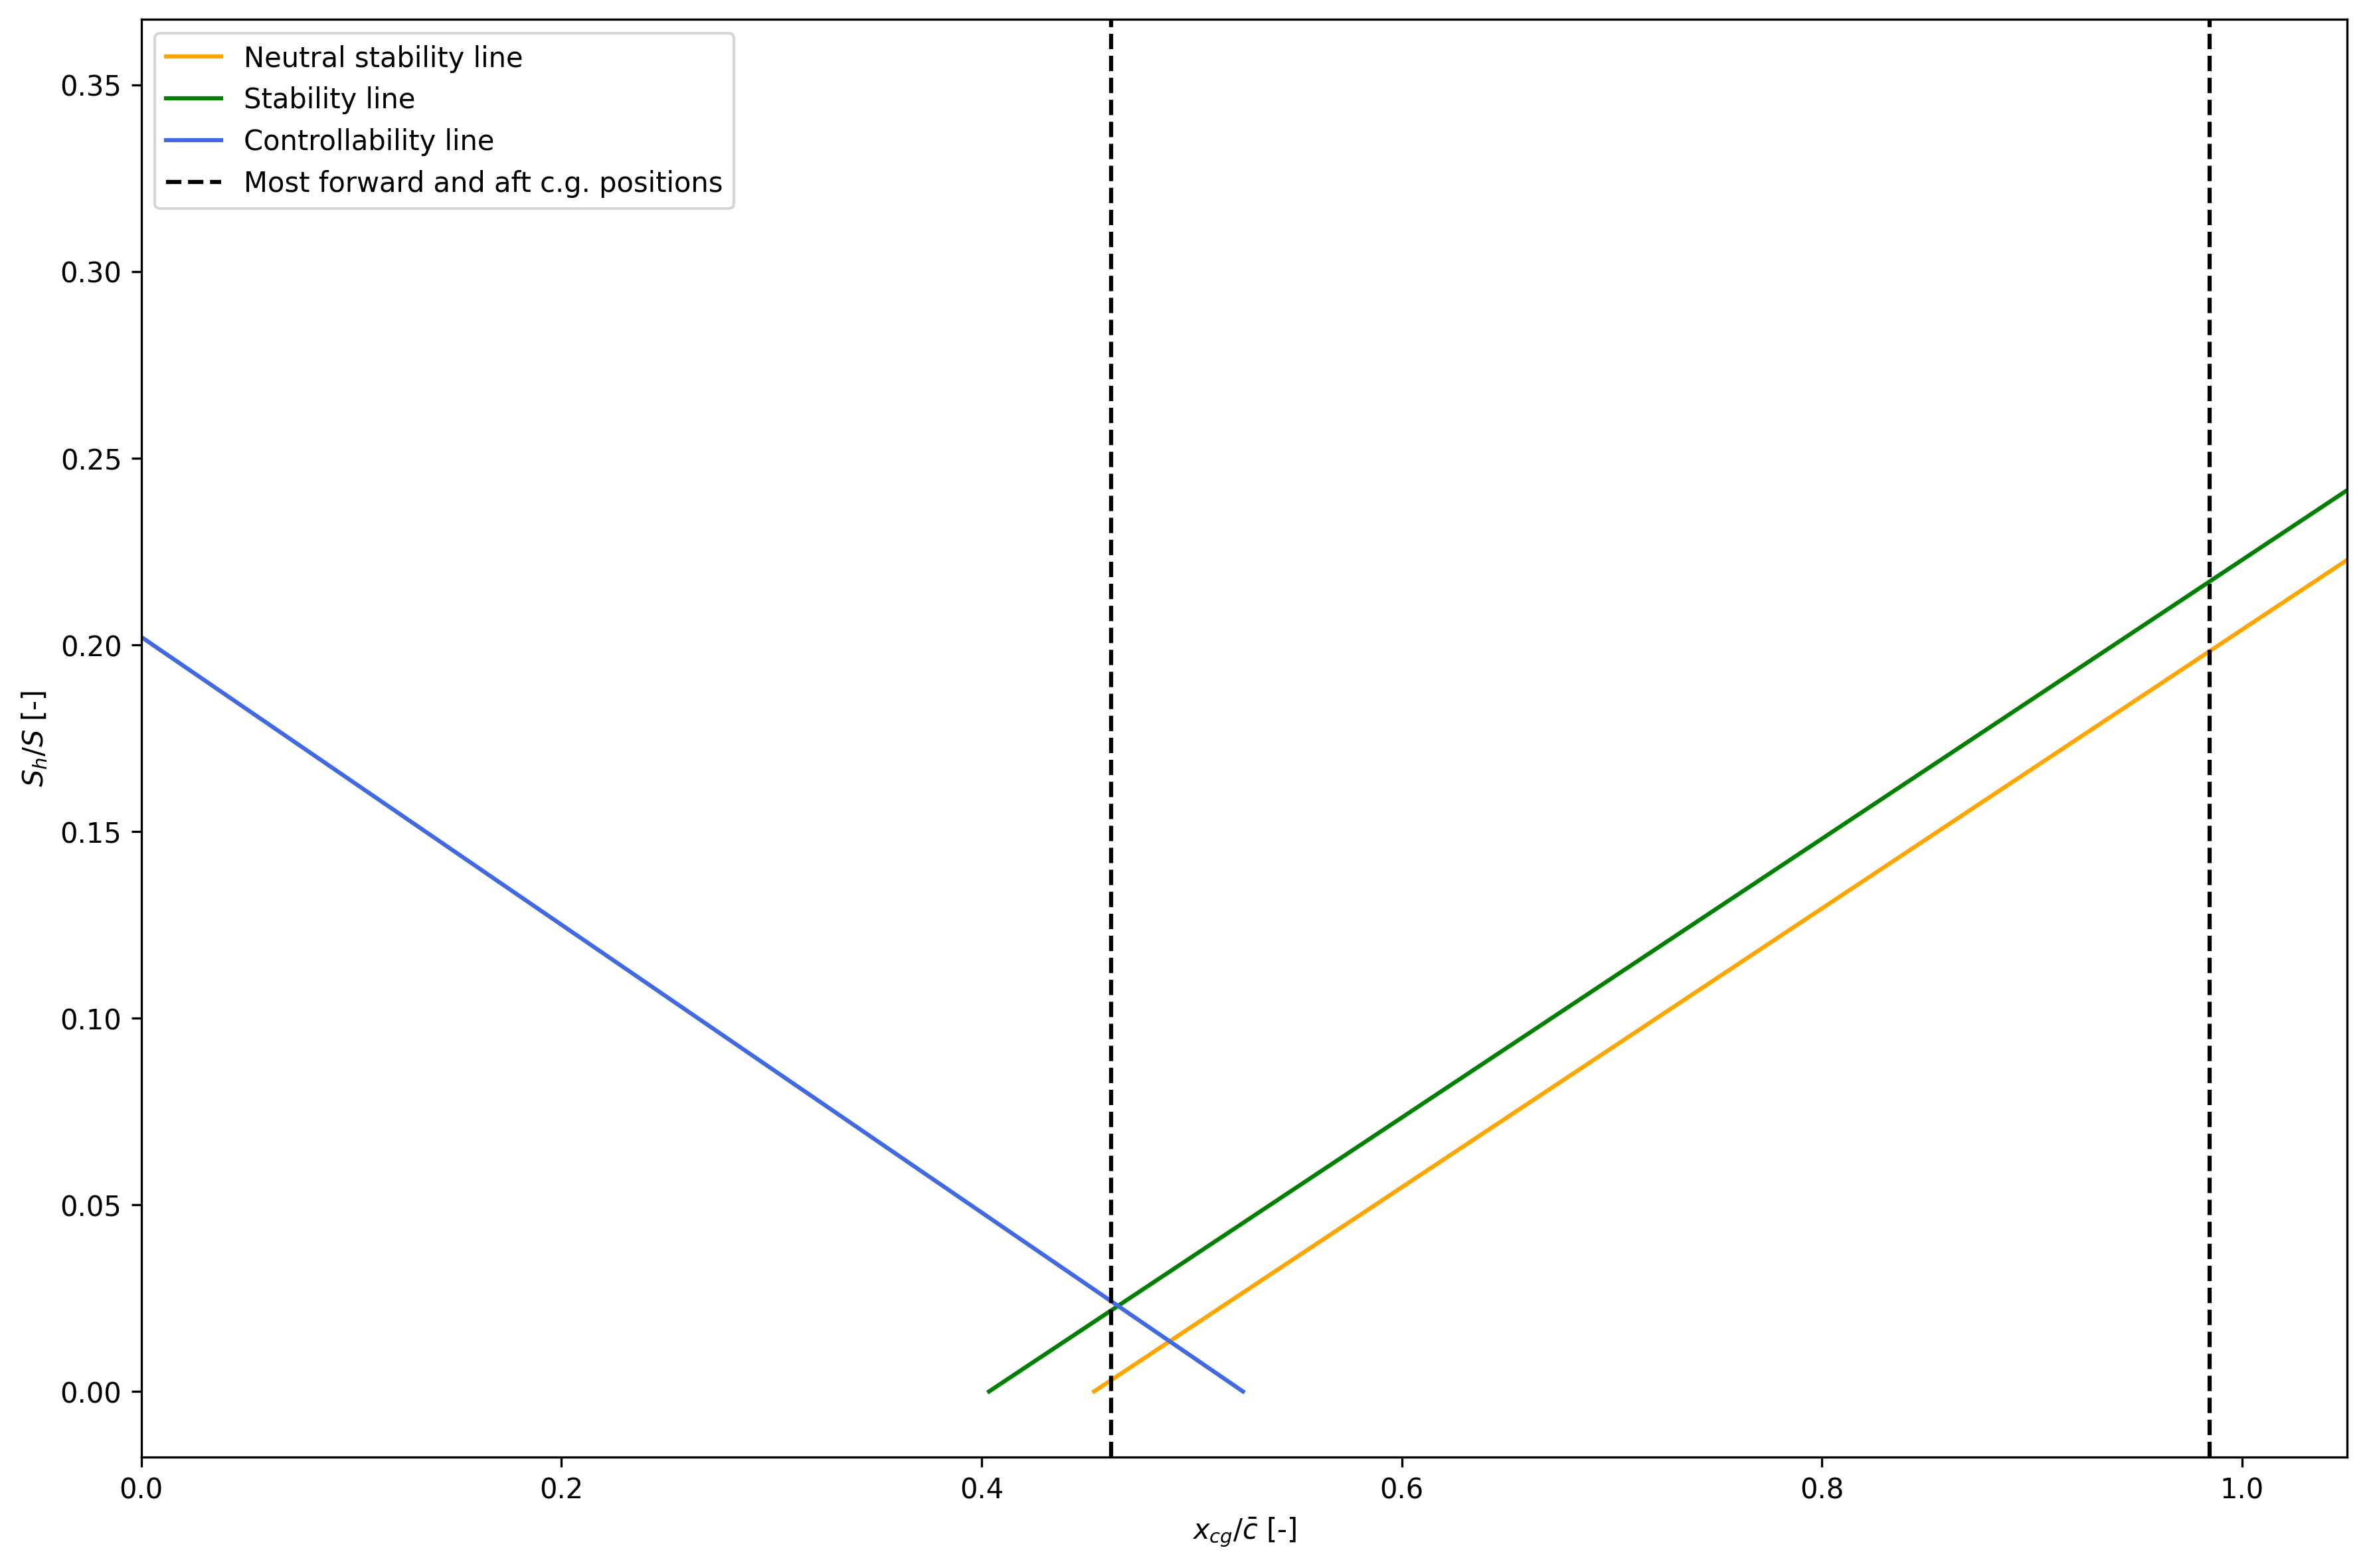 Neutral stability line
Stability line
Controllability line
Most forward and aft c.g. positions
0.35
0.30
0.25
0.20
0.15
0.10
0.05
0.00
S_h/S [-]
0.0 0.2 0.4 0.6 0.8 1.0
x_cg/c̄ [-]